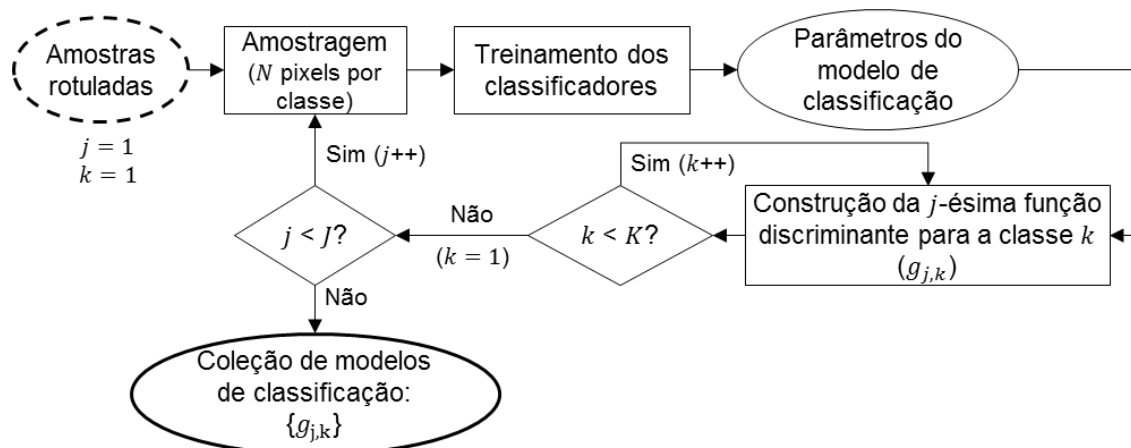 Amostras
rotuladas
j = 1
k = 1
Amostragem
(N pixels por
classe)
Treinamento dos
classificadores
Parâmetros do
modelo de
classificação
Sim (k++)
Construção da j-ésima função
discriminante para a classe k
(g_{j,k})
k < K?
Não
(k = 1)
Sim (j++)
j < J?
Não
Coleção de modelos
de classificação:
{g_{j,k}}